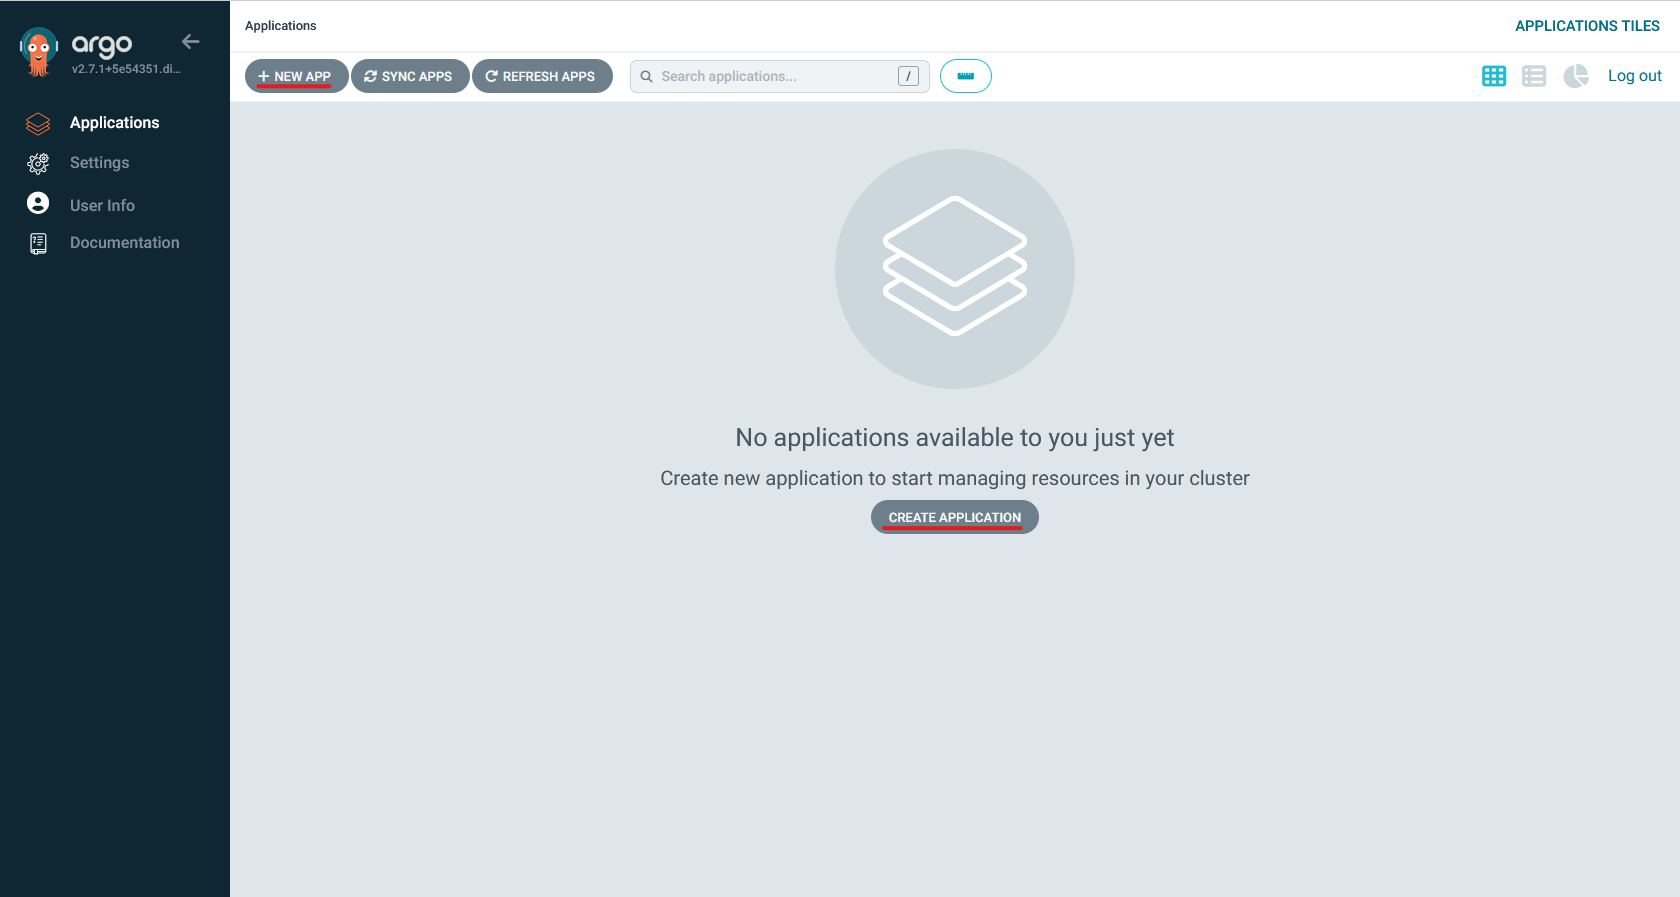 argo
v2.7.1+5e54351.di...
Applications
Settings
User Info
Documentation
Applications
APPLICATIONS TILES
+ NEW APP
SYNC APPS
REFRESH APPS
Search applications...
/
Log out
No applications available to you just yet
Create new application to start managing resources in your cluster
CREATE APPLICATION